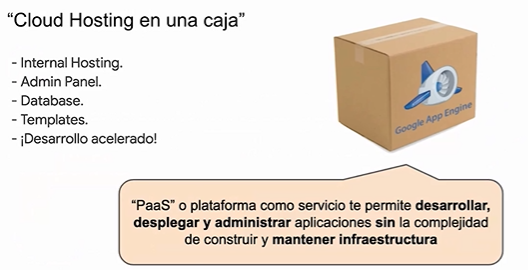 “Cloud Hosting en una caja”
- Internal Hosting.
- Admin Panel.
- Database.
- Templates.
- ¡Desarrollo acelerado!
Google App Engine
“PaaS” o plataforma como servicio te permite desarrollar,
desplegar y administrar aplicaciones sin la complejidad
de construir y mantener infraestructura